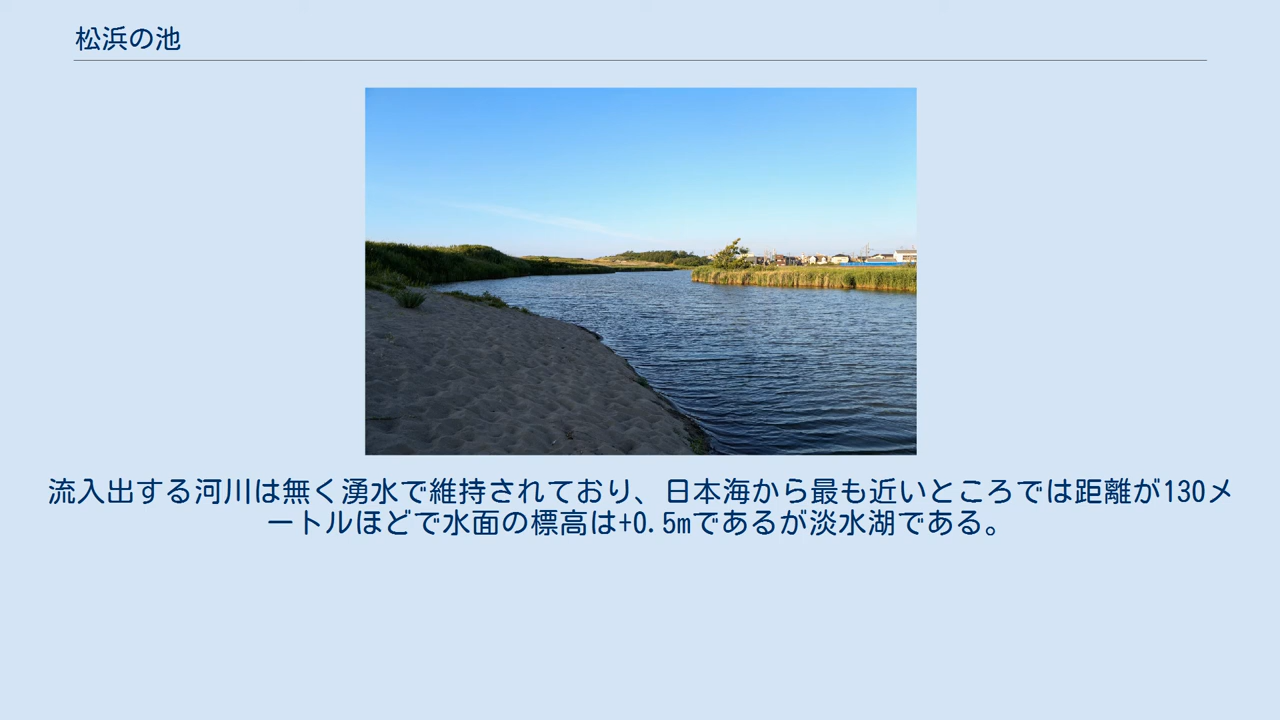 松浜の池
流入出する河川は無く湧水で維持されており、日本海から最も近いところでは距離が130メ
ートルほどで水面の標高は+0.5mであるが淡水湖である。